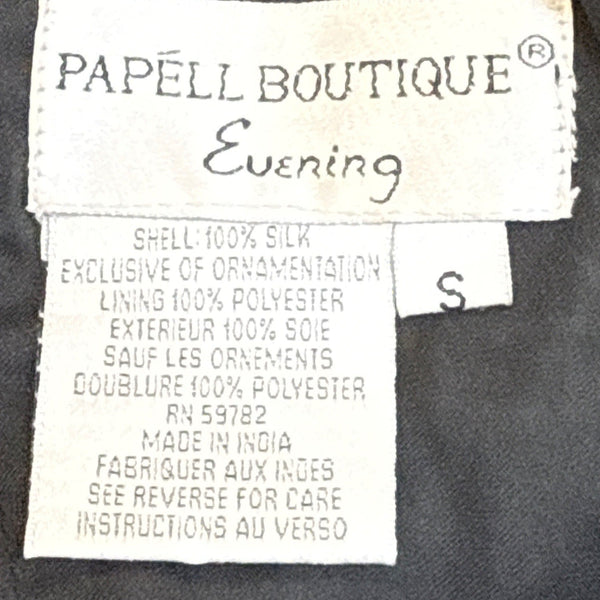 PAPÉLL BOUTIQUE®
Evening
S
SHELL: 100% SILK
EXCLUSIVE OF ORNAMENTATION
LINING 100% POLYESTER
EXTERIEUR 100% SOIE
SAUF LES ORNEMENTS
DOUBLURE 100% POLYESTER
RN 59782
MADE IN INDIA
FABRIQUER AUX INDES
SEE REVERSE FOR CARE
INSTRUCTIONS AU VERSO